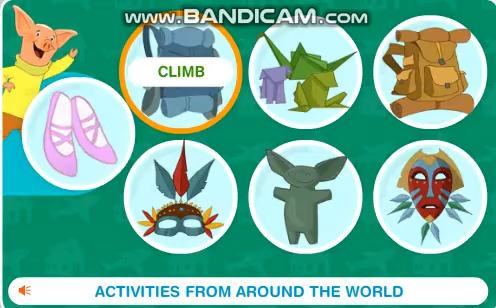 www.BANDICAM.com
CLIMB
ACTIVITIES FROM AROUND THE WORLD